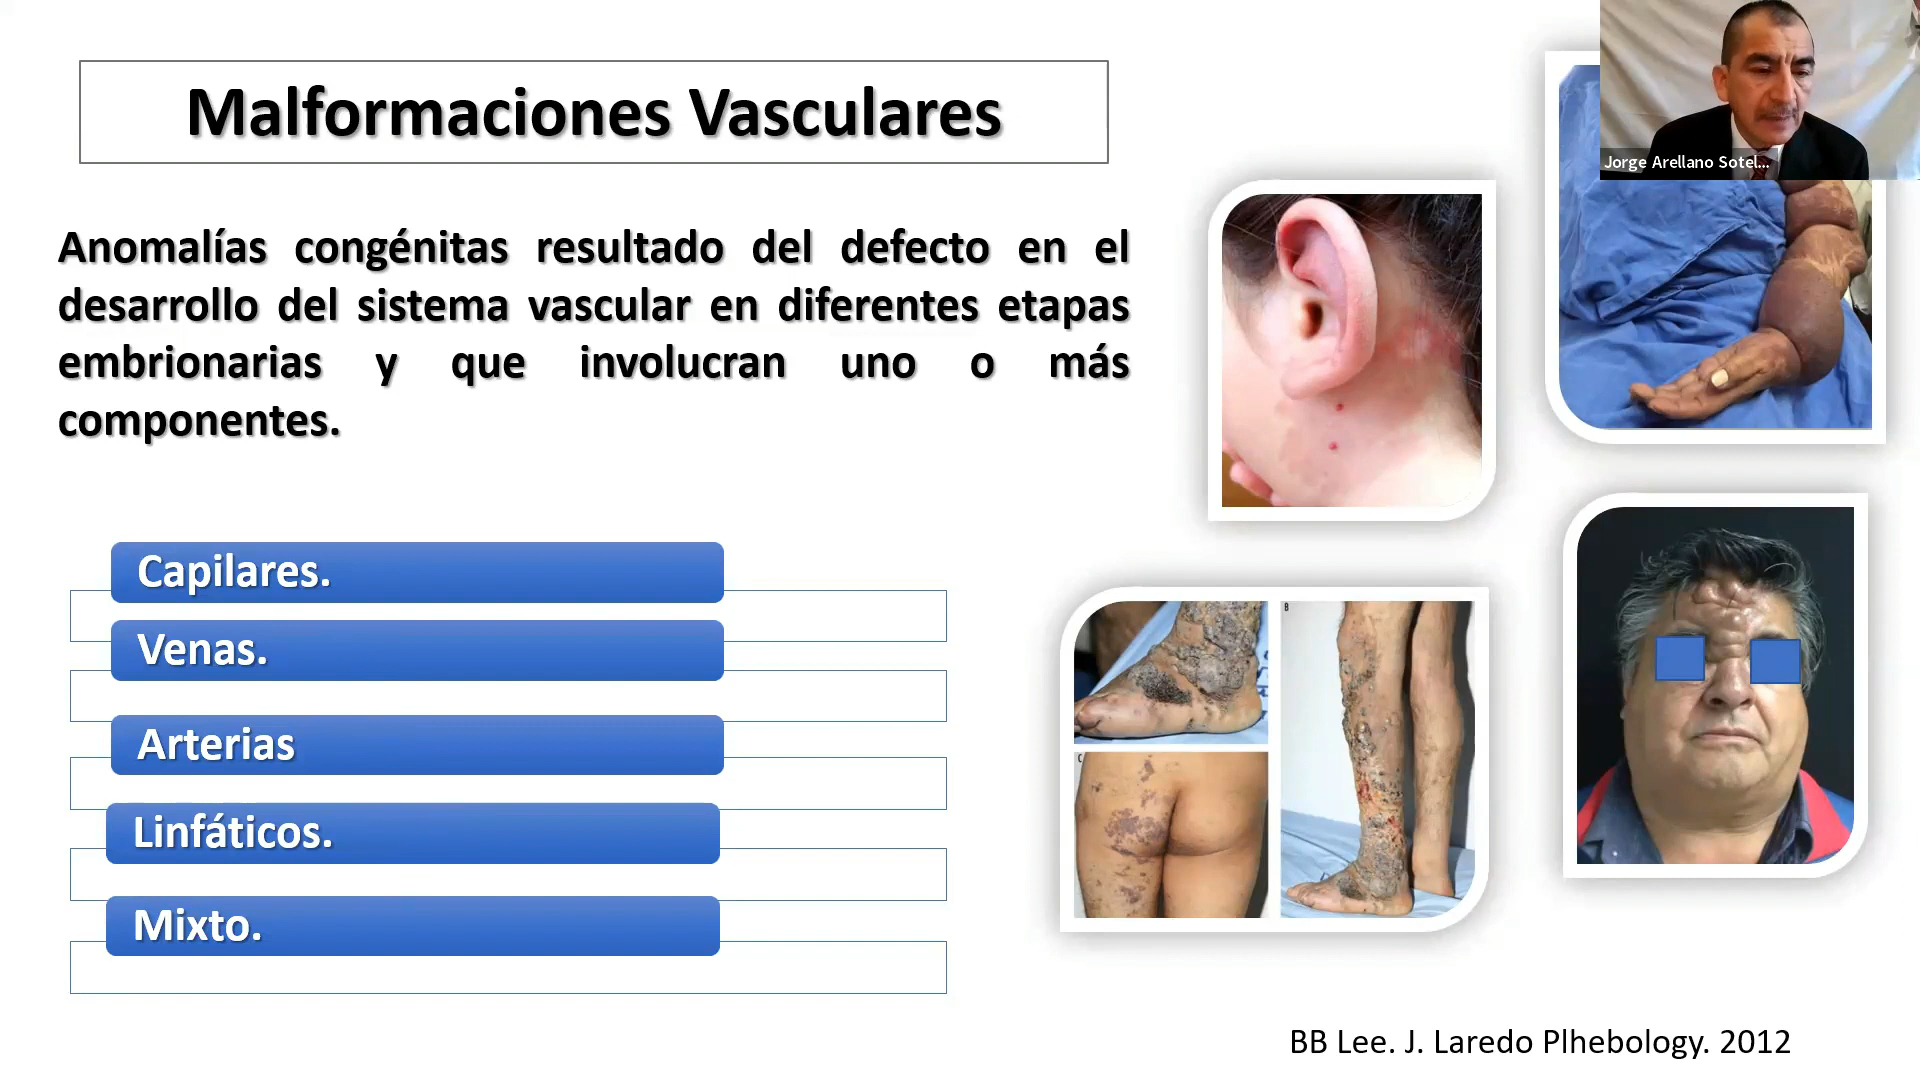 Malformaciones Vasculares
Jorge Arellano Sotel...
Anomalías congénitas resultado del defecto en el
desarrollo del sistema vascular en diferentes etapas
embrionarias y que involucran uno o más
componentes.
Capilares.
Venas.
Arterias
Linfáticos.
Mixto.
B
C
BB Lee. J. Laredo Plhebology. 2012